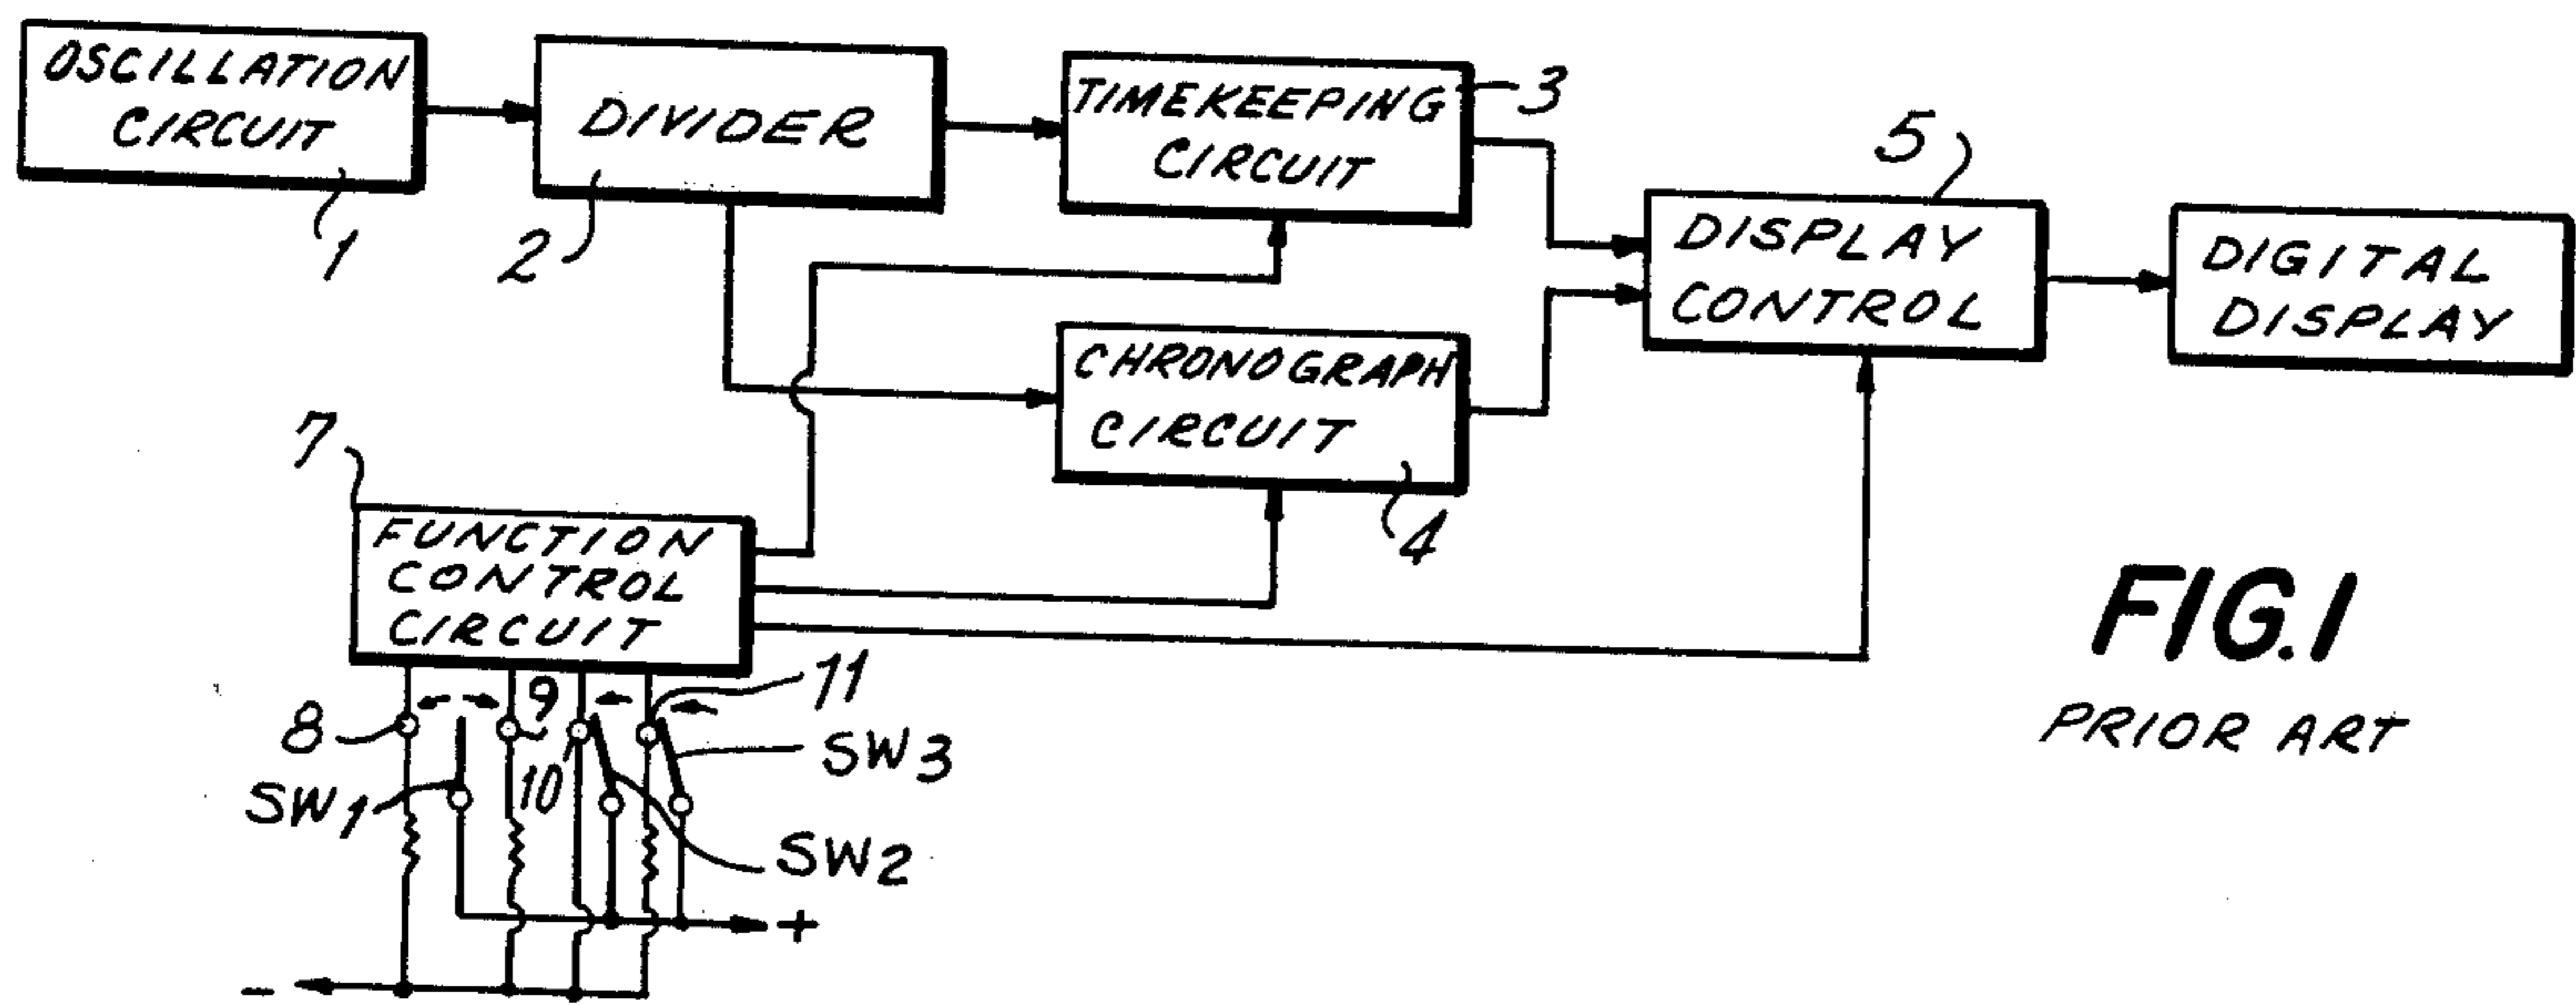 OSCILLATION
CIRCUIT
1
DIVIDER
2
TIMEKEEPING
CIRCUIT
3
CHRONOGRAPH
CIRCUIT
4
5
DISPLAY
CONTROL
DIGITAL
DISPLAY
7
FUNCTION
CONTROL
CIRCUIT
8
9
10
11
SW1
SW2
SW3
+
-
FIG.1
PRIOR ART